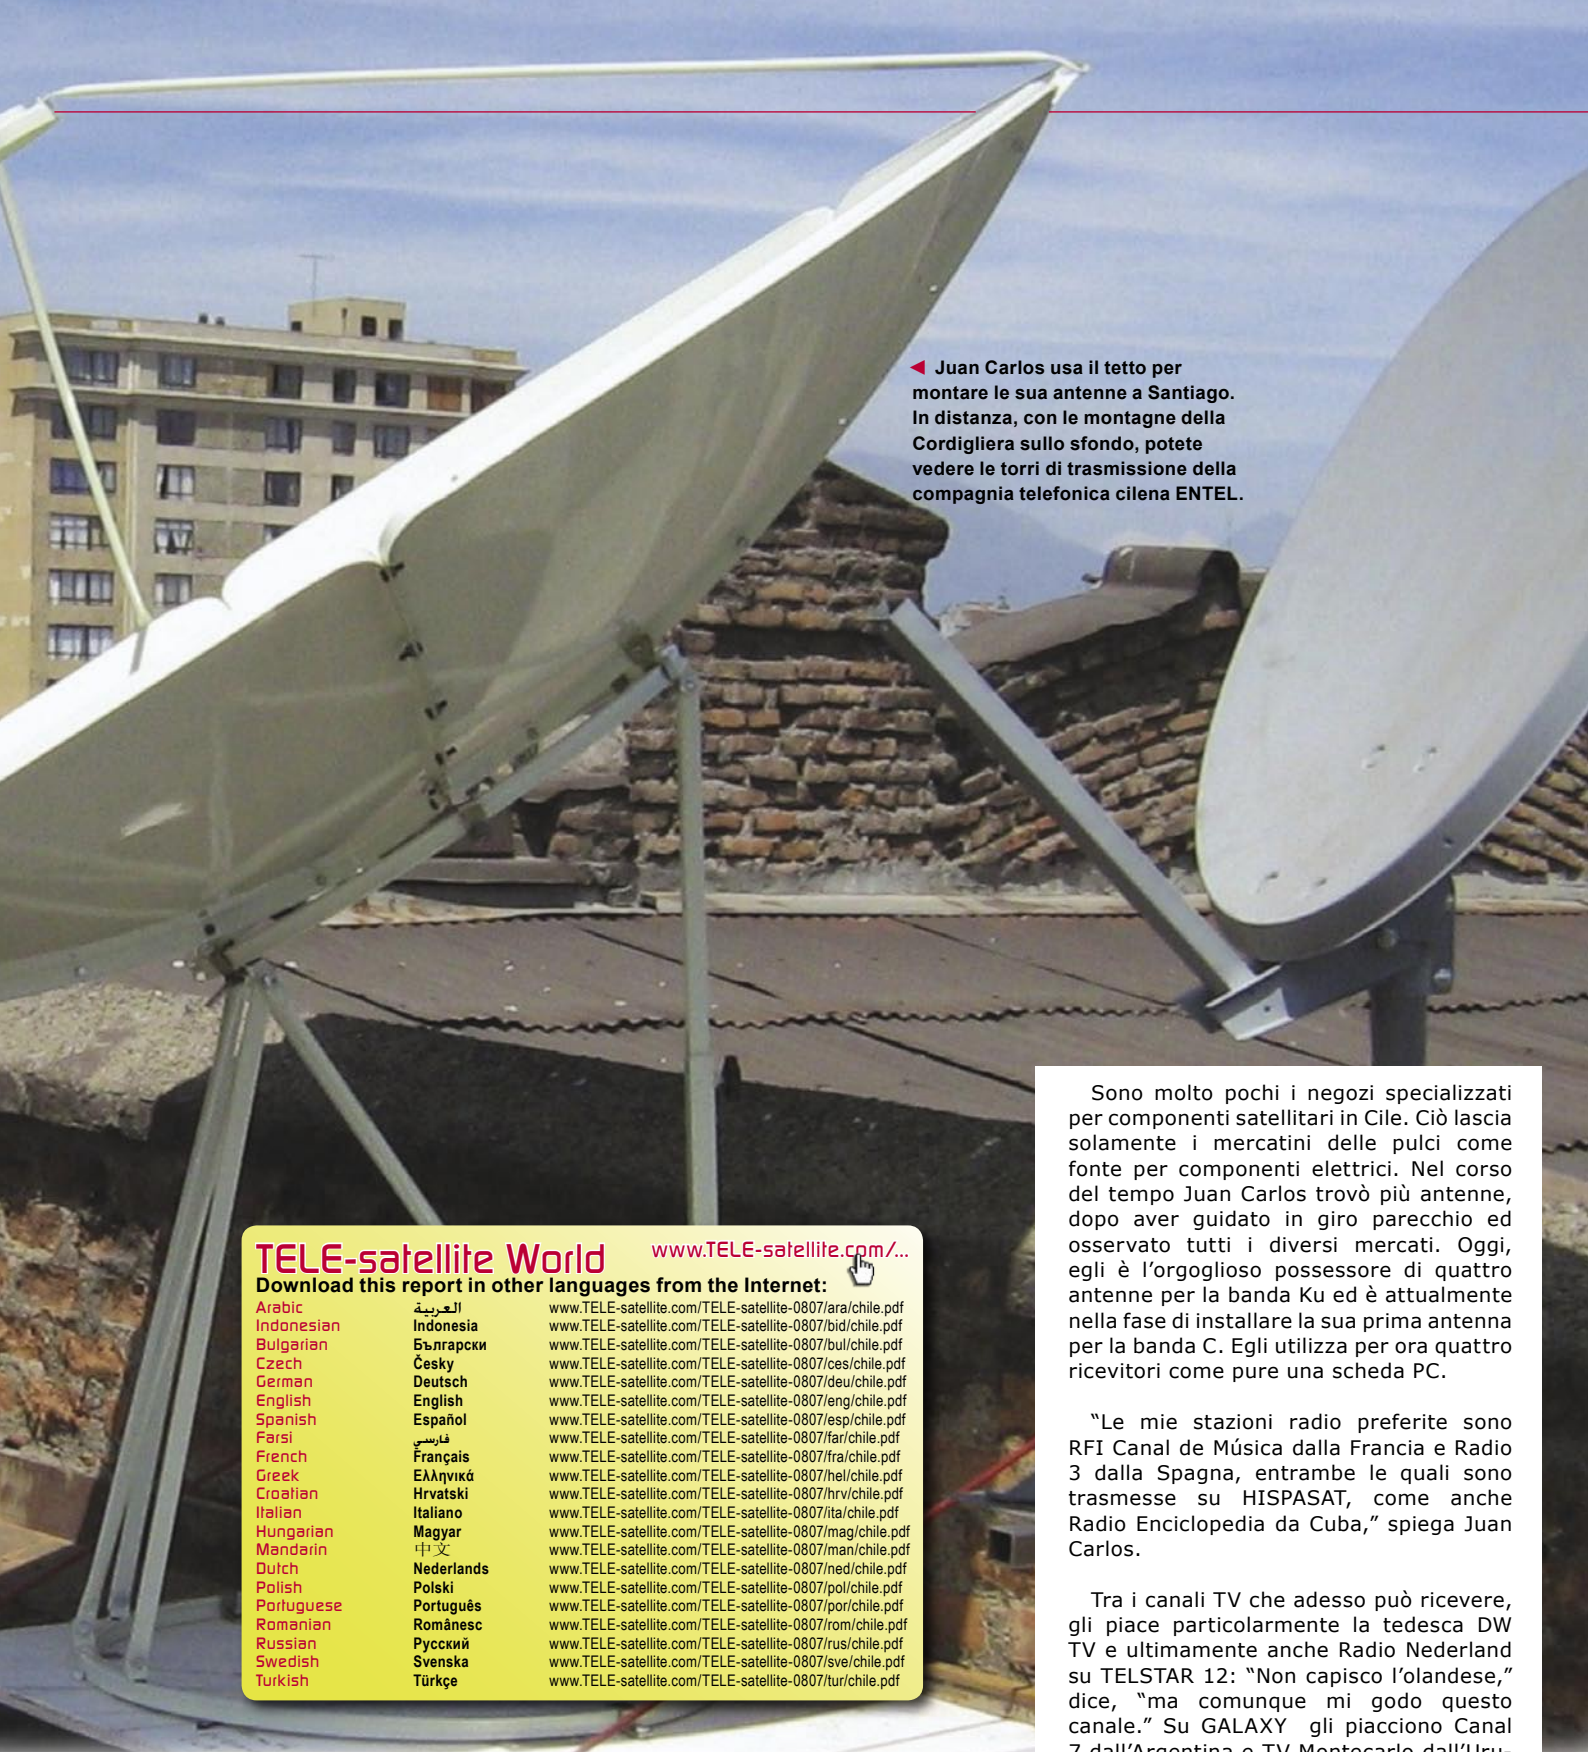 ◄ Juan Carlos usa il tetto per
montare le sua antenne a Santiago.
In distanza, con le montagne della
Cordigliera sullo sfondo, potete
vedere le torri di trasmissione della
compagnia telefonica cilena ENTEL.
TELE-satellite World www.TELE-satellite.com/...
Download this report in other languages from the Internet:
Arabic العربية www.TELE-satellite.com/TELE-satellite-0807/ara/chile.pdf
Indonesian Indonesia www.TELE-satellite.com/TELE-satellite-0807/bid/chile.pdf
Bulgarian Български www.TELE-satellite.com/TELE-satellite-0807/bul/chile.pdf
Czech Česky www.TELE-satellite.com/TELE-satellite-0807/ces/chile.pdf
German Deutsch www.TELE-satellite.com/TELE-satellite-0807/deu/chile.pdf
English English www.TELE-satellite.com/TELE-satellite-0807/eng/chile.pdf
Spanish Español www.TELE-satellite.com/TELE-satellite-0807/esp/chile.pdf
Farsi فارسي www.TELE-satellite.com/TELE-satellite-0807/far/chile.pdf
French Français www.TELE-satellite.com/TELE-satellite-0807/fra/chile.pdf
Greek Ελληνικά www.TELE-satellite.com/TELE-satellite-0807/hel/chile.pdf
Croatian Hrvatski www.TELE-satellite.com/TELE-satellite-0807/hrv/chile.pdf
Italian Italiano www.TELE-satellite.com/TELE-satellite-0807/ita/chile.pdf
Hungarian Magyar www.TELE-satellite.com/TELE-satellite-0807/mag/chile.pdf
Mandarin 中文 www.TELE-satellite.com/TELE-satellite-0807/man/chile.pdf
Dutch Nederlands www.TELE-satellite.com/TELE-satellite-0807/ned/chile.pdf
Polish Polski www.TELE-satellite.com/TELE-satellite-0807/pol/chile.pdf
Portuguese Português www.TELE-satellite.com/TELE-satellite-0807/por/chile.pdf
Romanian Românesc www.TELE-satellite.com/TELE-satellite-0807/rom/chile.pdf
Russian Русский www.TELE-satellite.com/TELE-satellite-0807/rus/chile.pdf
Swedish Svenska www.TELE-satellite.com/TELE-satellite-0807/sve/chile.pdf
Turkish Türkçe www.TELE-satellite.com/TELE-satellite-0807/tur/chile.pdf
Sono molto pochi i negozi specializzati
per componenti satellitari in Cile. Ciò lascia
solamente i mercatini delle pulci come
fonte per componenti elettrici. Nel corso
del tempo Juan Carlos trovò più antenne,
dopo aver guidato in giro parecchio ed
osservato tutti i diversi mercati. Oggi,
egli è l'orgoglioso possessore di quattro
antenne per la banda Ku ed è attualmente
nella fase di installare la sua prima antenna
per la banda C. Egli utilizza per ora quattro
ricevitori come pure una scheda PC.
“Le mie stazioni radio preferite sono
RFI Canal de Música dalla Francia e Radio
3 dalla Spagna, entrambe le quali sono
trasmesse su HISPASAT, come anche
Radio Enciclopedia da Cuba,” spiega Juan
Carlos.
Tra i canali TV che adesso può ricevere,
gli piace particolarmente la tedesca DW
TV e ultimamente anche Radio Nederland
su TELSTAR 12: “Non capisco l’olandese,”
dice, “ma comunque mi godo questo
canale.” Su GALAXY gli piacciono Canal
7 dall’Argentina e TV Montecarlo dall’Uru-